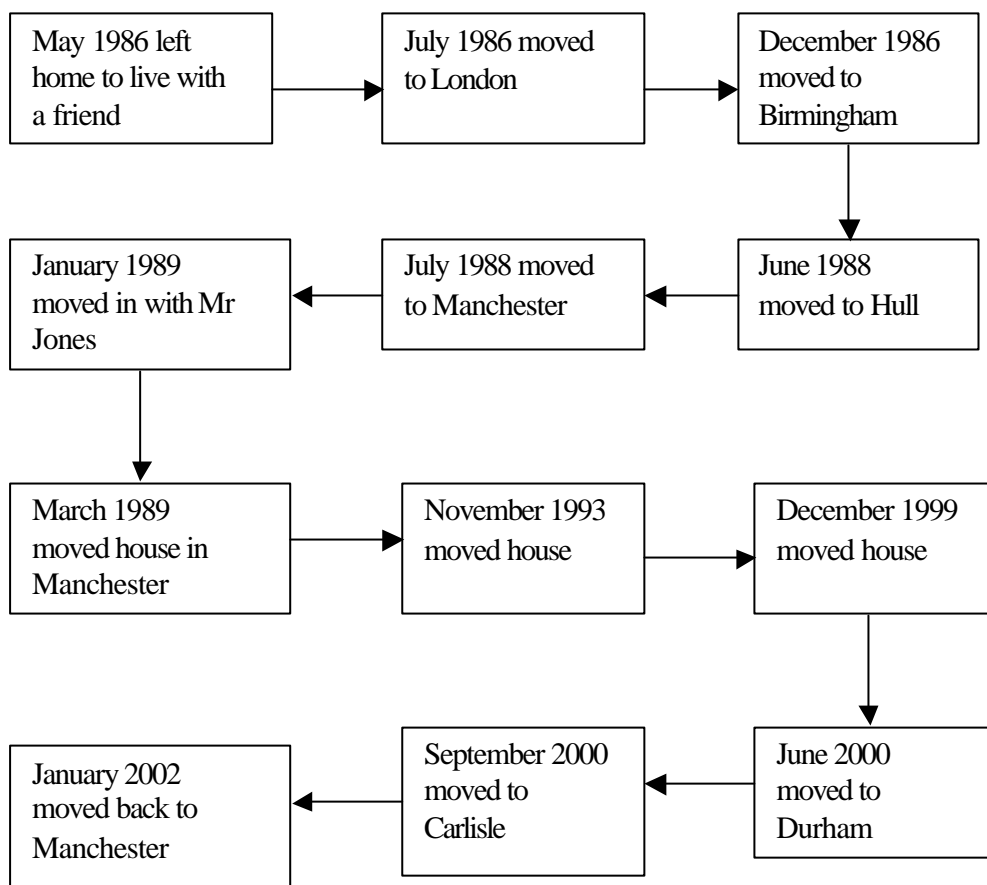 May 1986 left
home to live with
a friend
July 1986 moved
to London
December 1986
moved to
Birmingham
June 1988
moved to Hull
July 1988 moved
to Manchester
January 1989
moved in with Mr
Jones
March 1989
moved house in
Manchester
November 1993
moved house
December 1999
moved house
June 2000
moved to
Durham
September 2000
moved to
Carlisle
January 2002
moved back to
Manchester